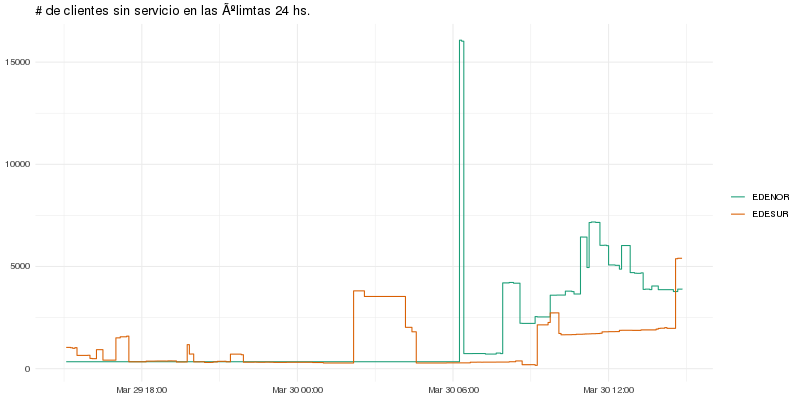 # de clientes sin servicio en las Ãºlimtas 24 hs.
15000
10000
5000
0
Mar 29 18:00
Mar 30 00:00
Mar 30 06:00
Mar 30 12:00
EDENOR
EDESUR